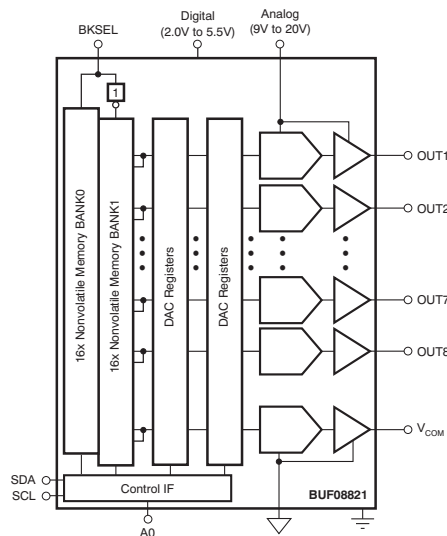 BKSEL
Digital
(2.0V to 5.5V)
Analog
(9V to 20V)
1
16x Nonvolatile Memory BANK0
16x Nonvolatile Memory BANK1
DAC Registers
DAC Registers
OUT1
OUT2
OUT7
OUT8
VCOM
SDA
SCL
Control IF
BUF08821
A0